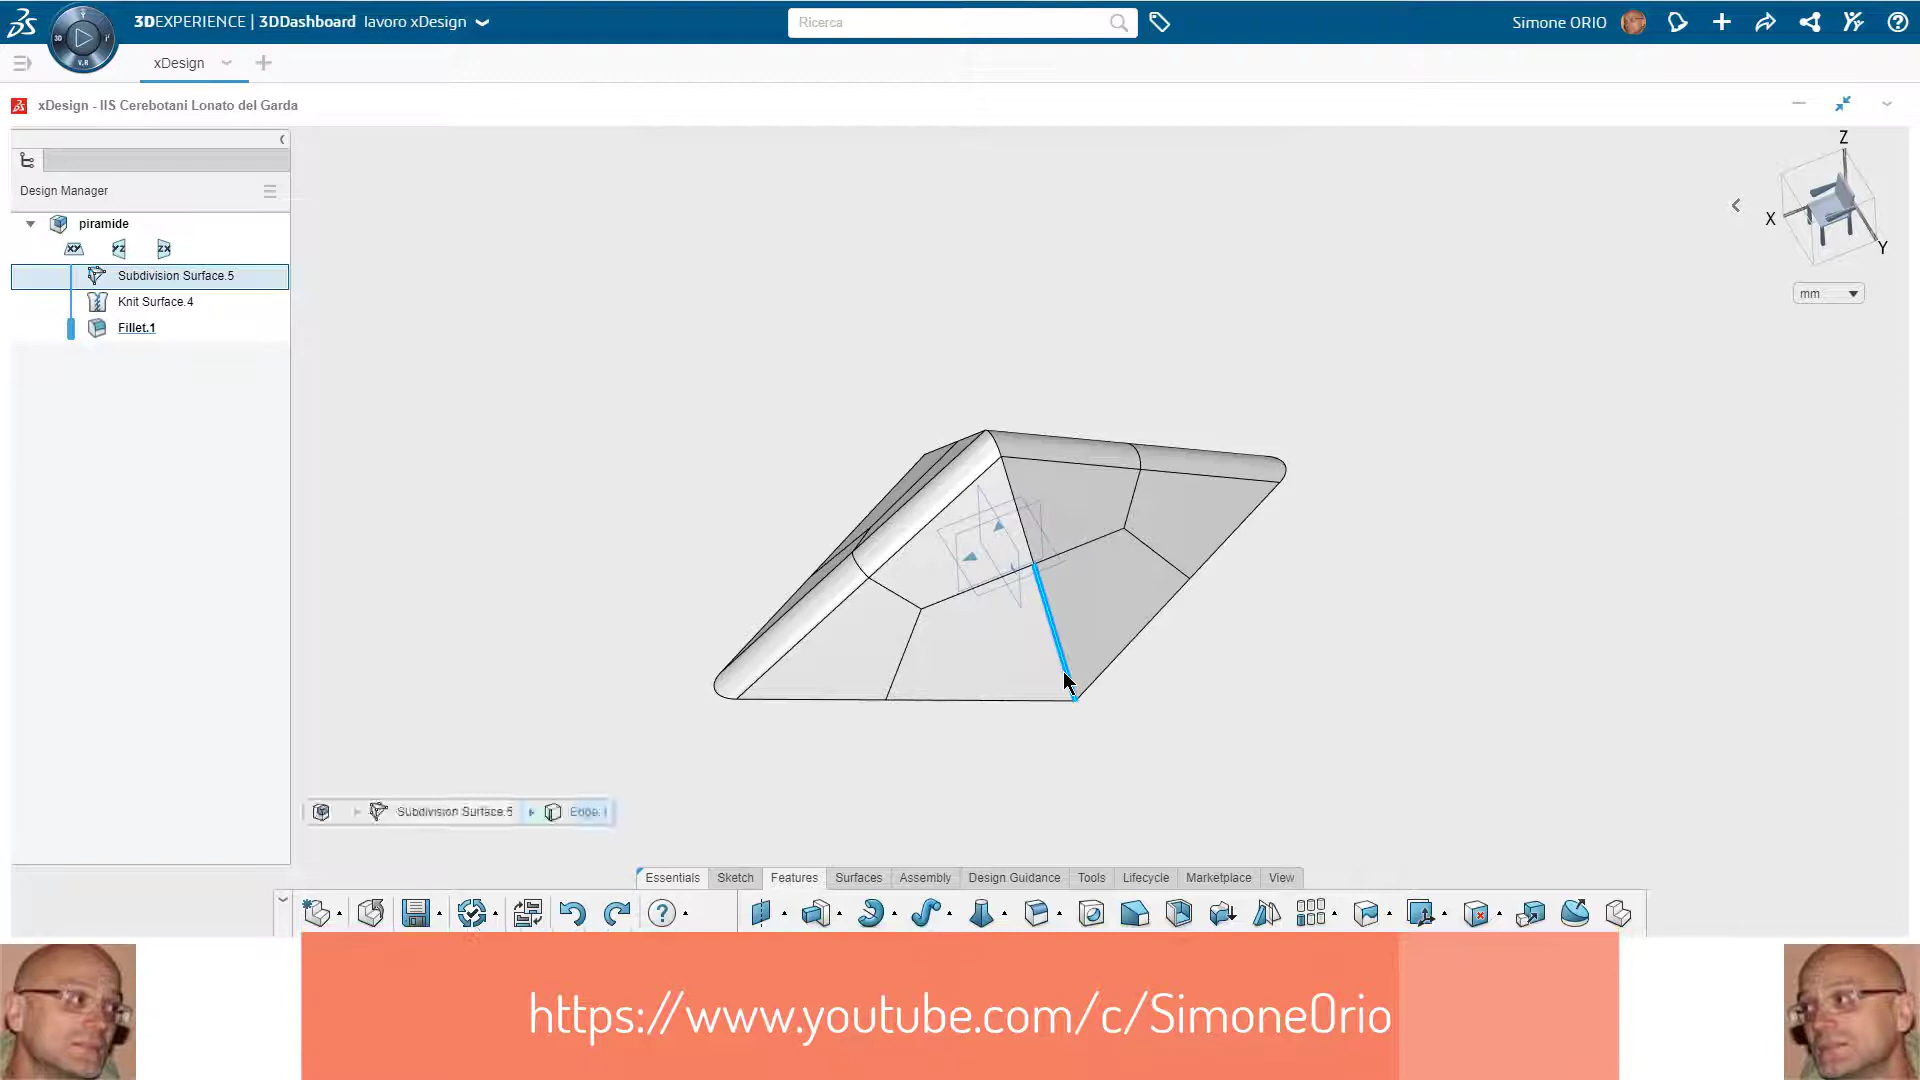 3DEXPERIENCE | 3DDashboard lavoro xDesign
Ricerca
Simone ORIO
3D
V.R
xDesign
xDesign - IIS Cerebotani Lonato del Garda
Design Manager
piramide
XY YZ ZX
Subdivision Surface.5
Knit Surface.4
Fillet.1
Z
X
Y
mm
Subdivision Surface.5
Essentials Sketch Features Surfaces Assembly Design Guidance Tools Lifecycle Marketplace View
https://www.youtube.com/c/SimoneOrio